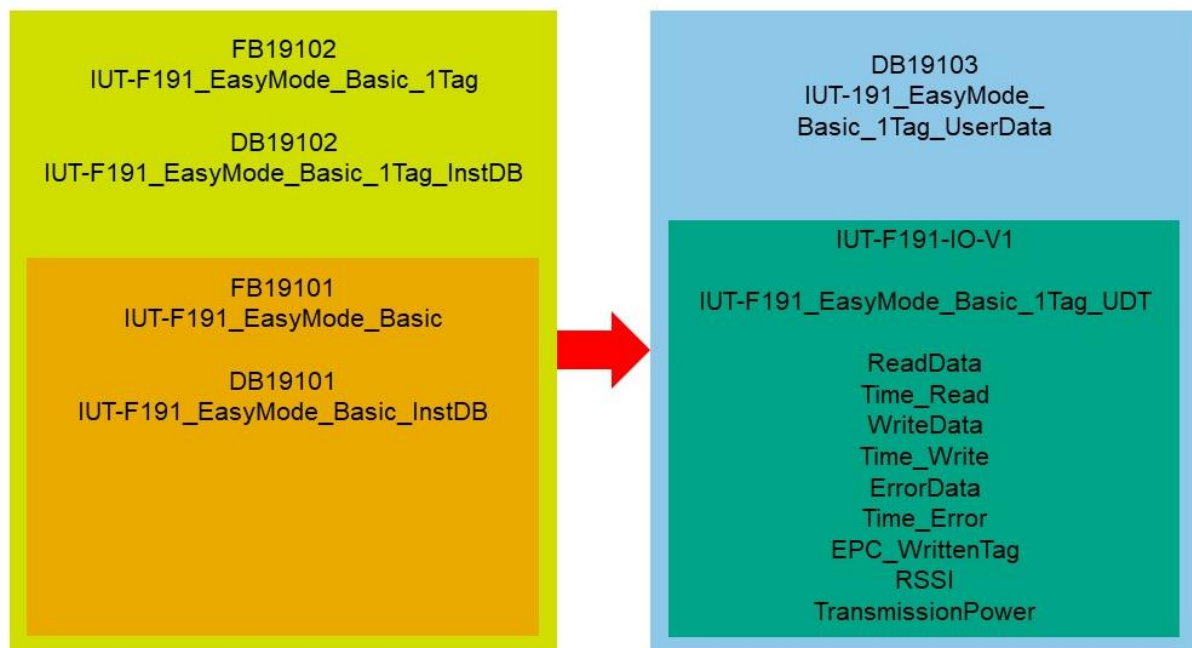 FB19102
IUT-F191_EasyMode_Basic_1Tag
DB19102
IUT-F191_EasyMode_Basic_1Tag_InstDB
FB19101
IUT-F191_EasyMode_Basic
DB19101
IUT-F191_EasyMode_Basic_InstDB
DB19103
IUT-191_EasyMode_
Basic_1Tag_UserData
IUT-F191-IO-V1
IUT-F191_EasyMode_Basic_1Tag_UDT
ReadData
Time_Read
WriteData
Time_Write
ErrorData
Time_Error
EPC_WrittenTag
RSSI
TransmissionPower